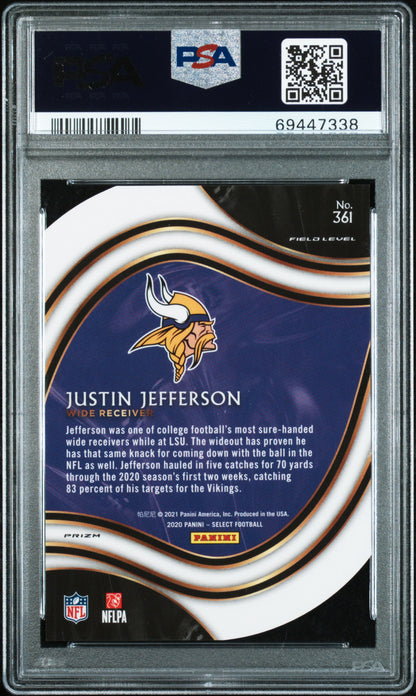 PSA
69447338
No.
361
FIELD LEVEL
JUSTIN JEFFERSON
WIDE RECEIVER
Jefferson was one of college football's most sure-handed
wide receivers while at LSU. The wideout has proven he
has that same knack for coming down with the ball in the
NFL as well. Jefferson hauled in five catches for 70 yards
through the 2020 season's first two weeks, catching
83 percent of his targets for the Vikings.
帕尼尼 © 2021 Panini America, Inc. Produced in the USA.
2020 PANINI – SELECT FOOTBALL
PANINI
PRIZM
NFL
NFLPA
PSA